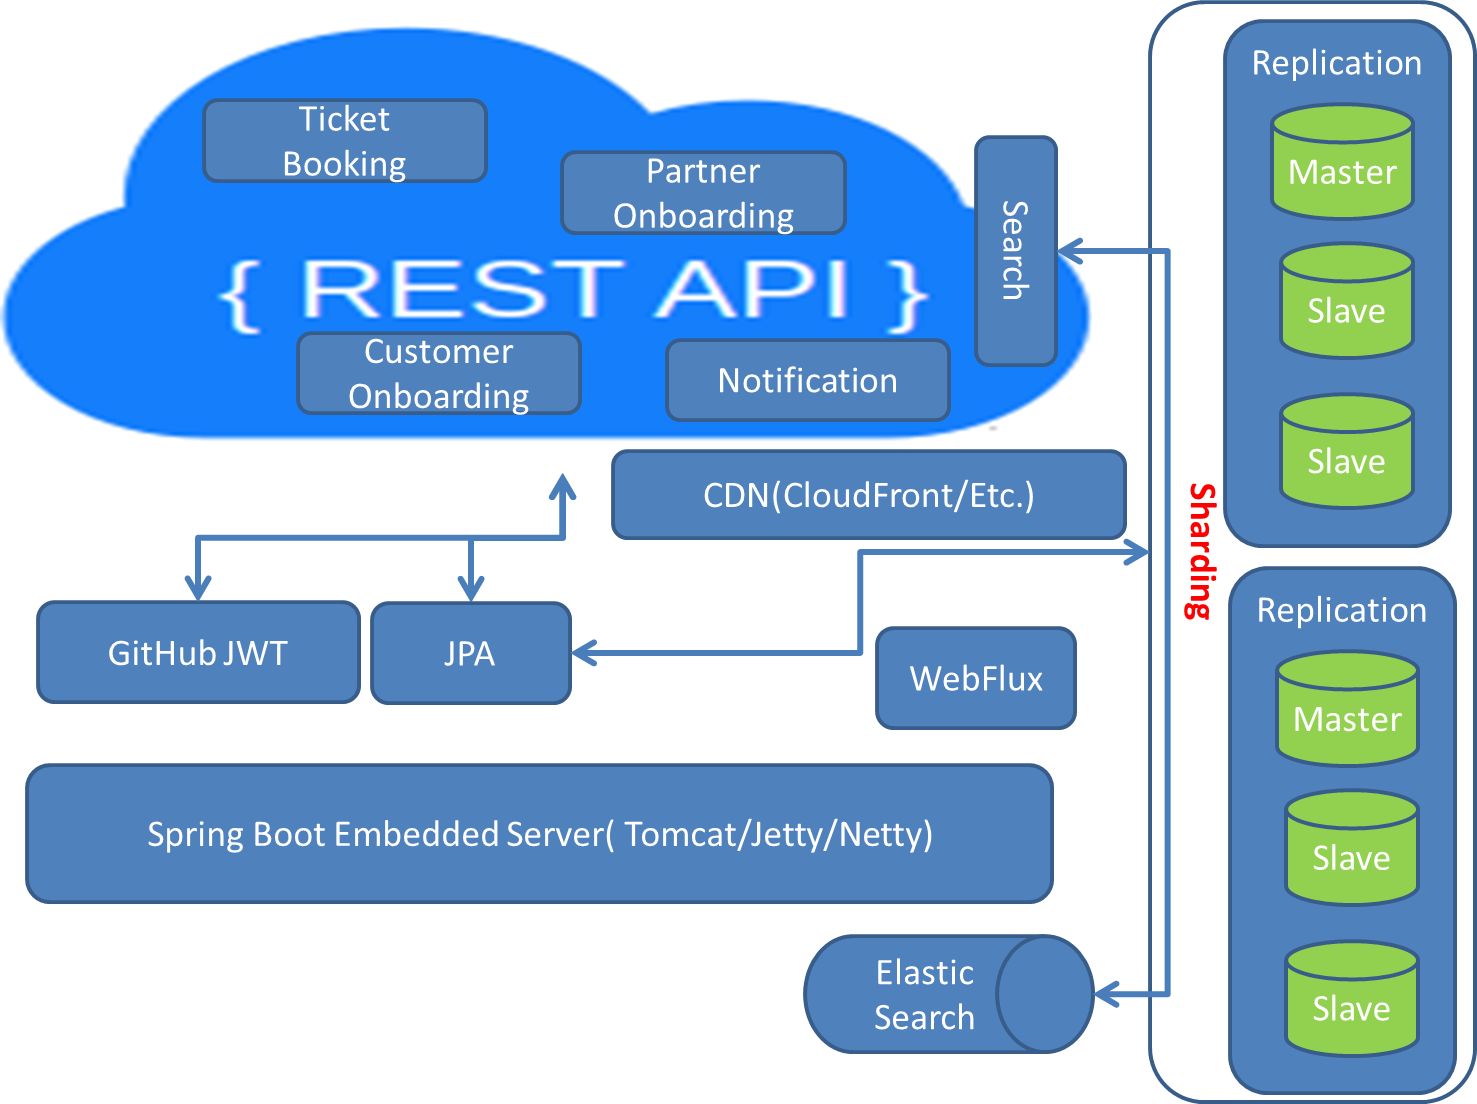 Ticket
Booking
Partner
Onboarding
Search
{ REST API }
Customer
Onboarding
Notification
CDN(CloudFront/Etc.)
GitHub JWT
JPA
WebFlux
Spring Boot Embedded Server( Tomcat/Jetty/Netty)
Elastic
Search
Sharding
Replication
Master
Slave
Slave
Replication
Master
Slave
Slave